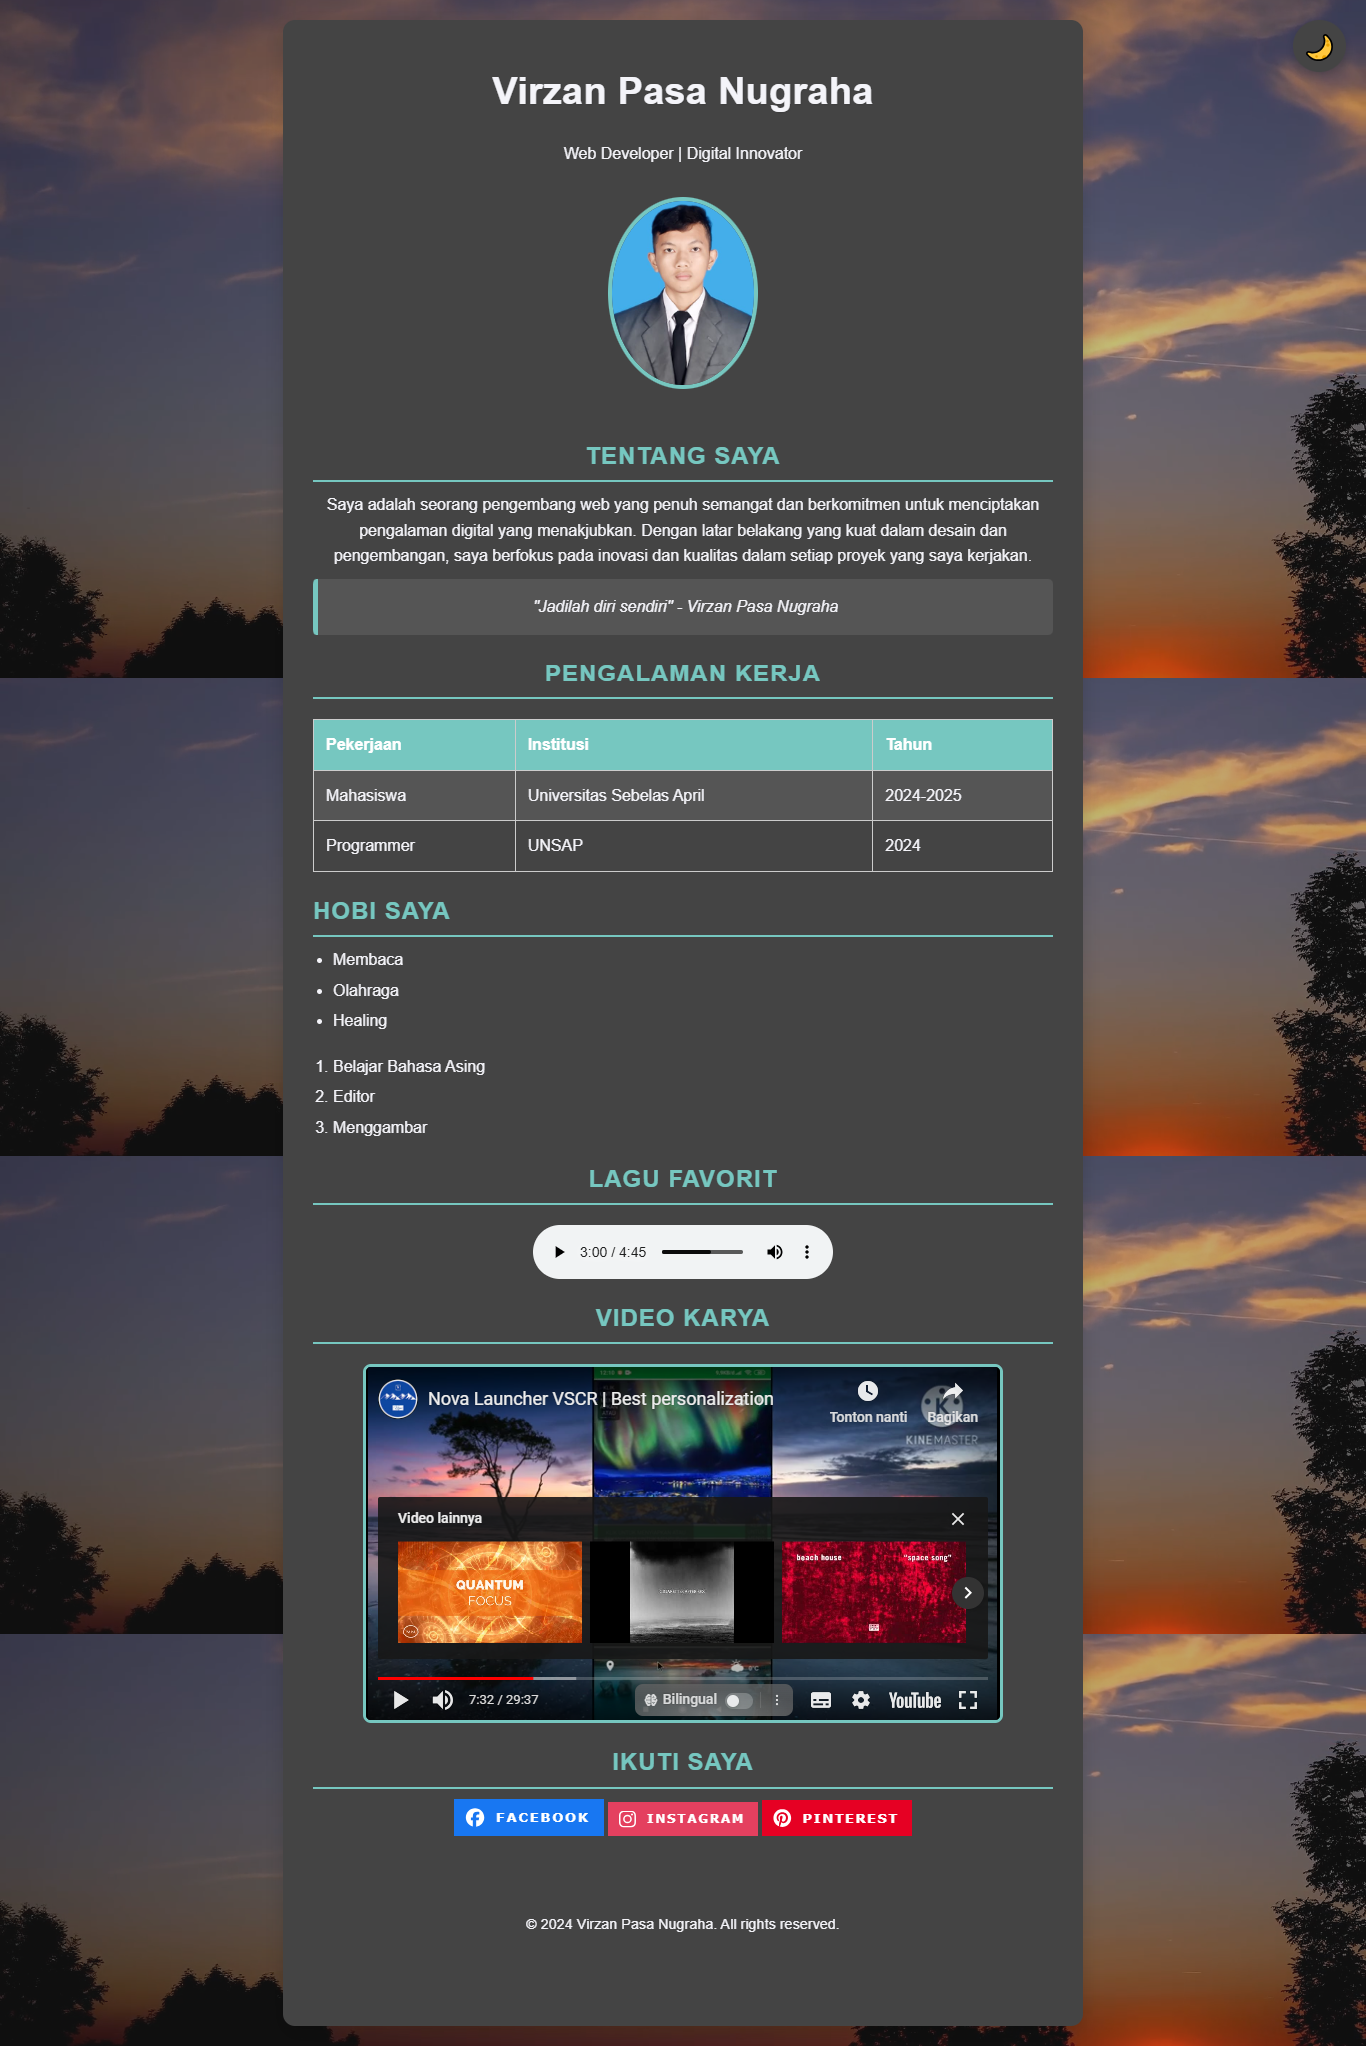 Virzan Pasa Nugraha
Web Developer | Digital Innovator
TENTANG SAYA
Saya adalah seorang pengembang web yang penuh semangat dan berkomitmen untuk menciptakan
pengalaman digital yang menakjubkan. Dengan latar belakang yang kuat dalam desain dan
pengembangan, saya berfokus pada inovasi dan kualitas dalam setiap proyek yang saya kerjakan.
"Jadilah diri sendiri" - Virzan Pasa Nugraha
PENGALAMAN KERJA
Pekerjaan Institusi Tahun
Mahasiswa Universitas Sebelas April 2024-2025
Programmer UNSAP 2024
HOBI SAYA
• Membaca
• Olahraga
• Healing
1. Belajar Bahasa Asing
2. Editor
3. Menggambar
LAGU FAVORIT
3:00 / 4:45
VIDEO KARYA
Nova Launcher VSCR | Best personalization
Tonton nanti
Bagikan
KINEMASTER
Video lainnya
QUANTUM
FOCUS
beach house "space song"
7:32 / 29:37
Bilingual
YouTube
IKUTI SAYA
FACEBOOK INSTAGRAM PINTEREST
© 2024 Virzan Pasa Nugraha. All rights reserved.